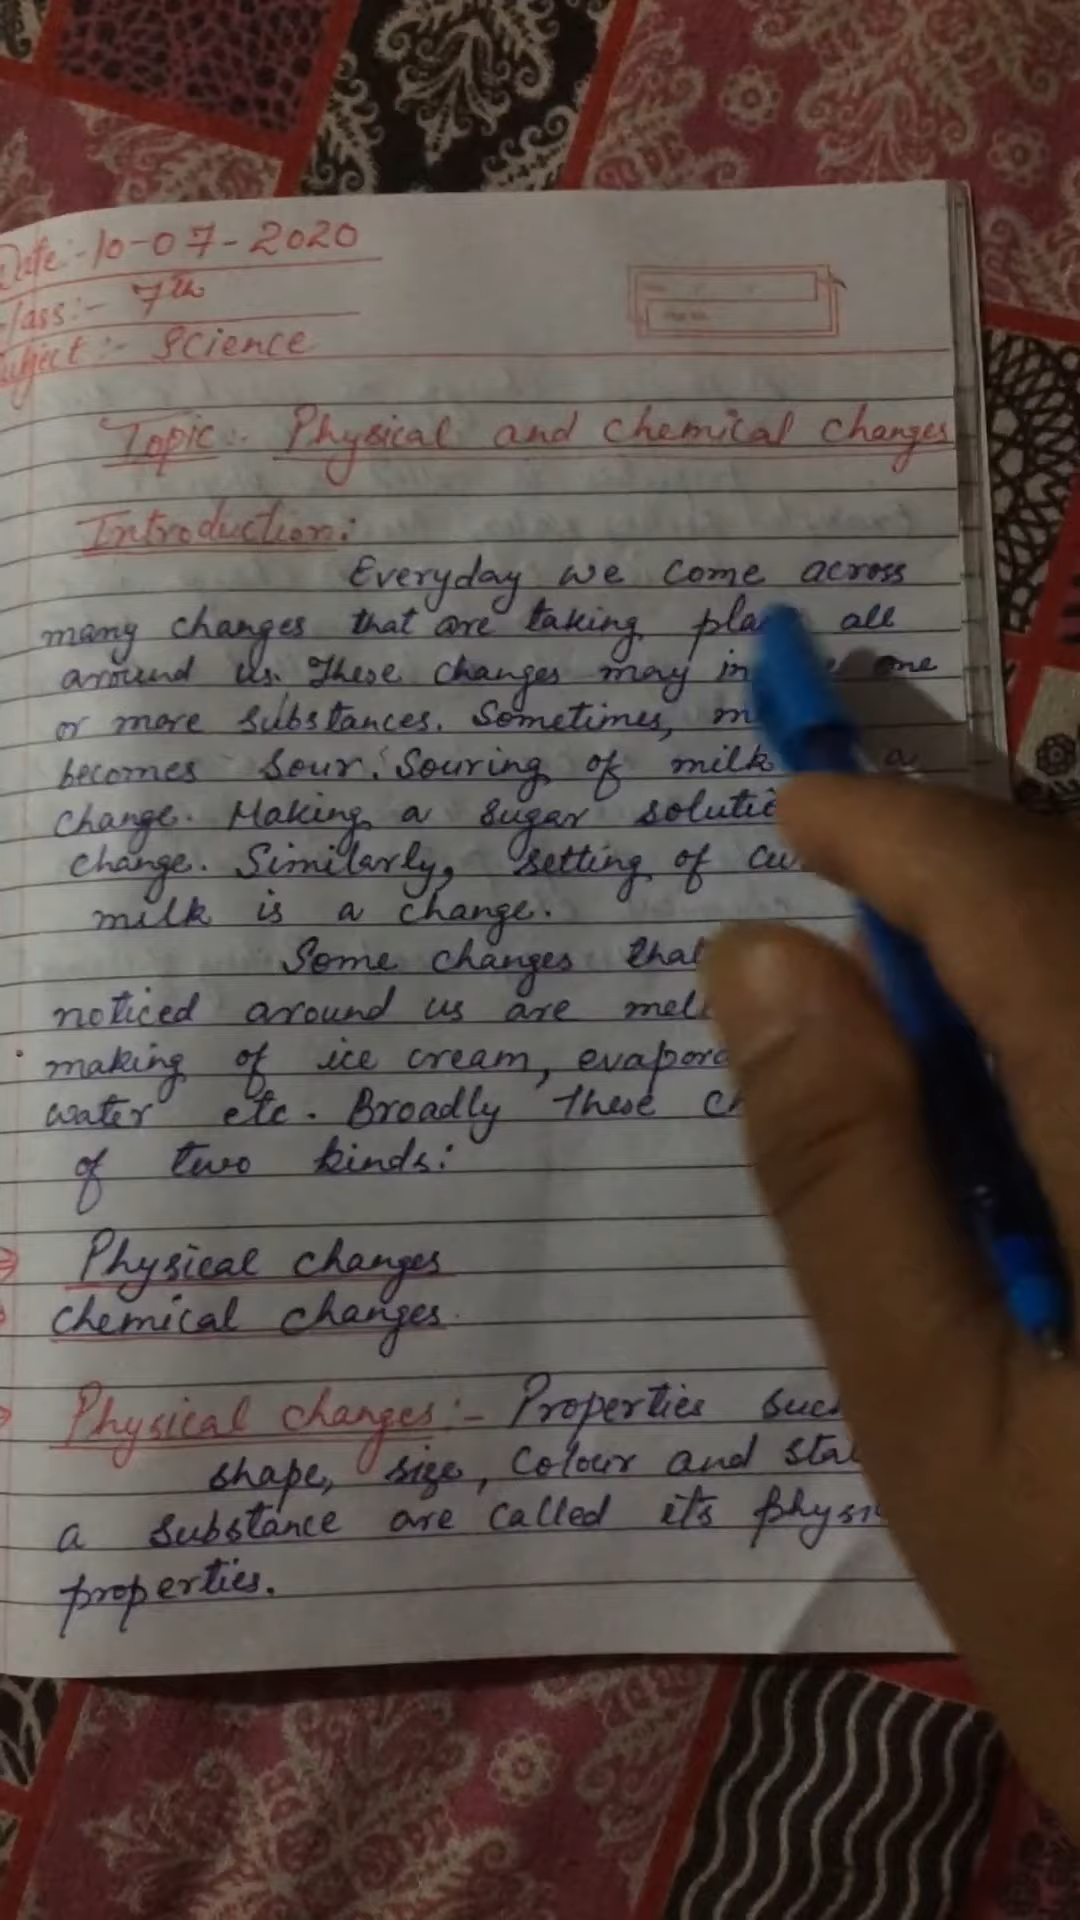 Date:-10-07-2020
Class:- 7th
Subject:- Science
Topic:- Physical and chemical changes
Introduction:
Everyday we come across
many changes that are taking all
around us. These changes may one
or more substances. Sometimes,
becomes sour. Souring of milk a
change. Making a sugar
change. Similarly, setting of
milk is a change.
Some changes
noticed around us are
making of ice cream,
water etc. Broadly these
of two kinds:
Physical changes
chemical changes.
Physical changes:- Properties
shape, size, colour and
a substance are called its
properties.